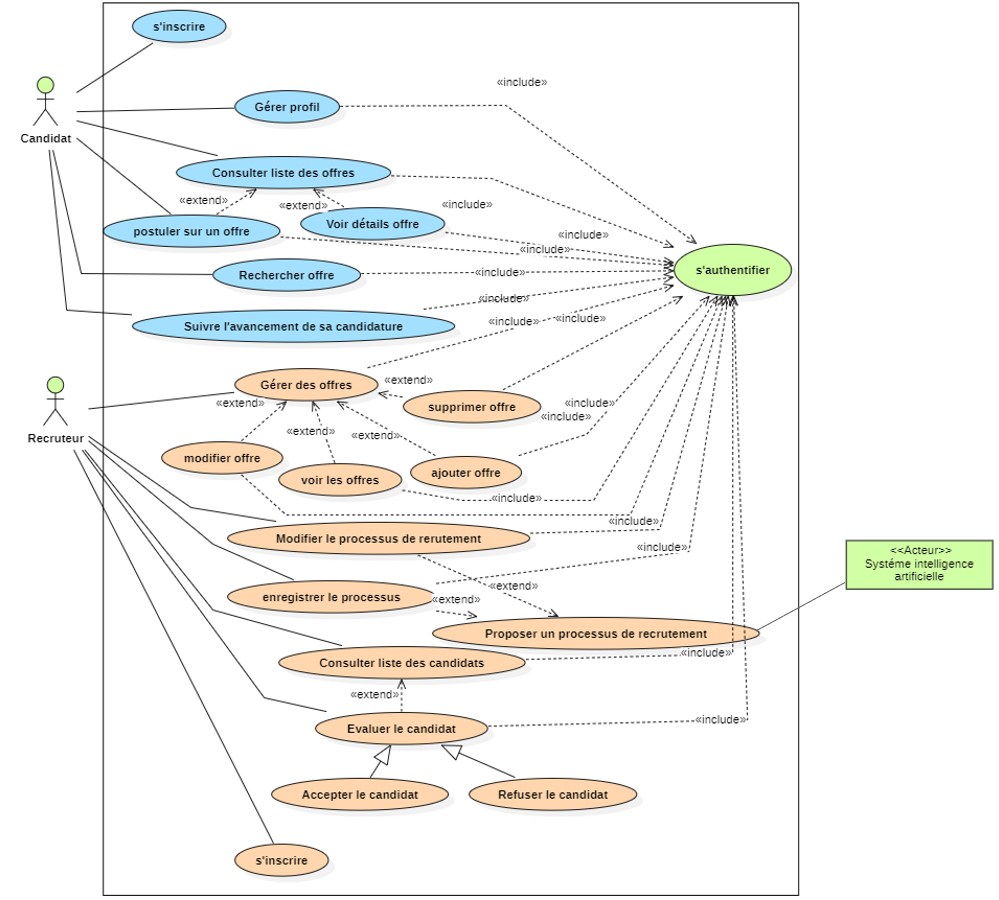 s'inscrire
«include»
Gérer profil
Candidat
Consulter liste des offres
«extend»
«extend»
«include»
postuler sur un offre
Voir détails offre
«include»
«include»
s'authentifier
Rechercher offre
«include»
«include»
Suivre l'avancement de sa candidature
«include»
«include»
Gérer des offres
«extend»
«extend»
supprimer offre
«include»
«include»
Recruteur
«extend»
«extend»
modifier offre
voir les offres
ajouter offre
«include»
«include»
Modifier le processus de rerutement
«include»
<<Acteur>>
Systéme intelligence
artificielle
«extend»
enregistrer le processus
«extend»
Proposer un processus de recrutement
«include»
Consulter liste des candidats
«extend»
«include»
Evaluer le candidat
Accepter le candidat
Refuser le candidat
s'inscrire